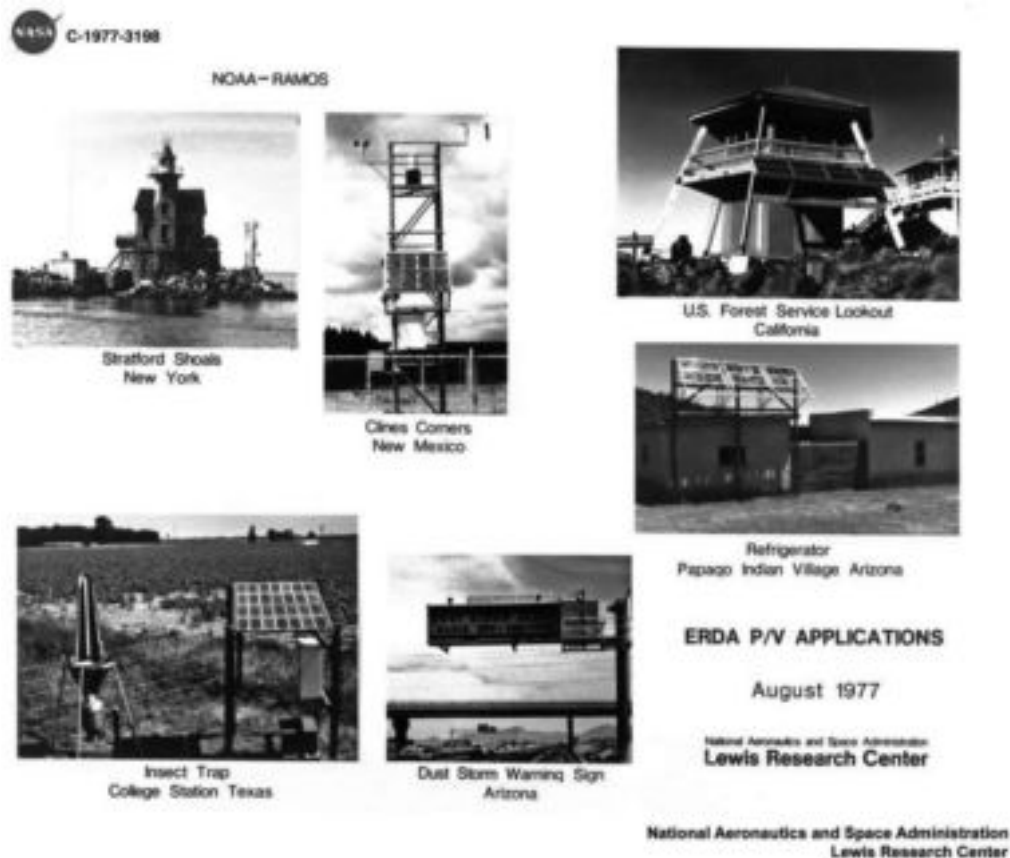 NASA
C-1977-3198
NOAA-RAMOS
Stratford Shoals
New York
Clines Corners
New Mexico
U.S. Forest Service Lookout
California
Refrigerator
Papago Indian Village Arizona
Insect Trap
College Station Texas
Dust Storm Warning Sign
Arizona
ERDA P/V APPLICATIONS
August 1977
National Aeronautics and Space Administration
Lewis Research Center
National Aeronautics and Space Administration
Lewis Research Center